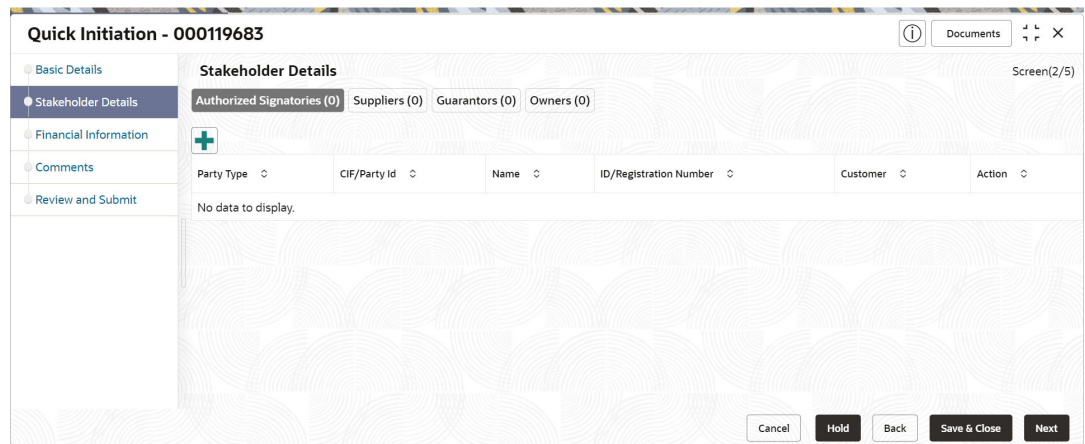 Quick Initiation - 000119683
Documents
Basic Details
Stakeholder Details
Financial Information
Comments
Review and Submit
Stakeholder Details
Screen(2/5)
Authorized Signatories (0) Suppliers (0) Guarantors (0) Owners (0)
Party Type CIF/Party Id Name ID/Registration Number Customer Action
No data to display.
Cancel Hold Back Save & Close Next